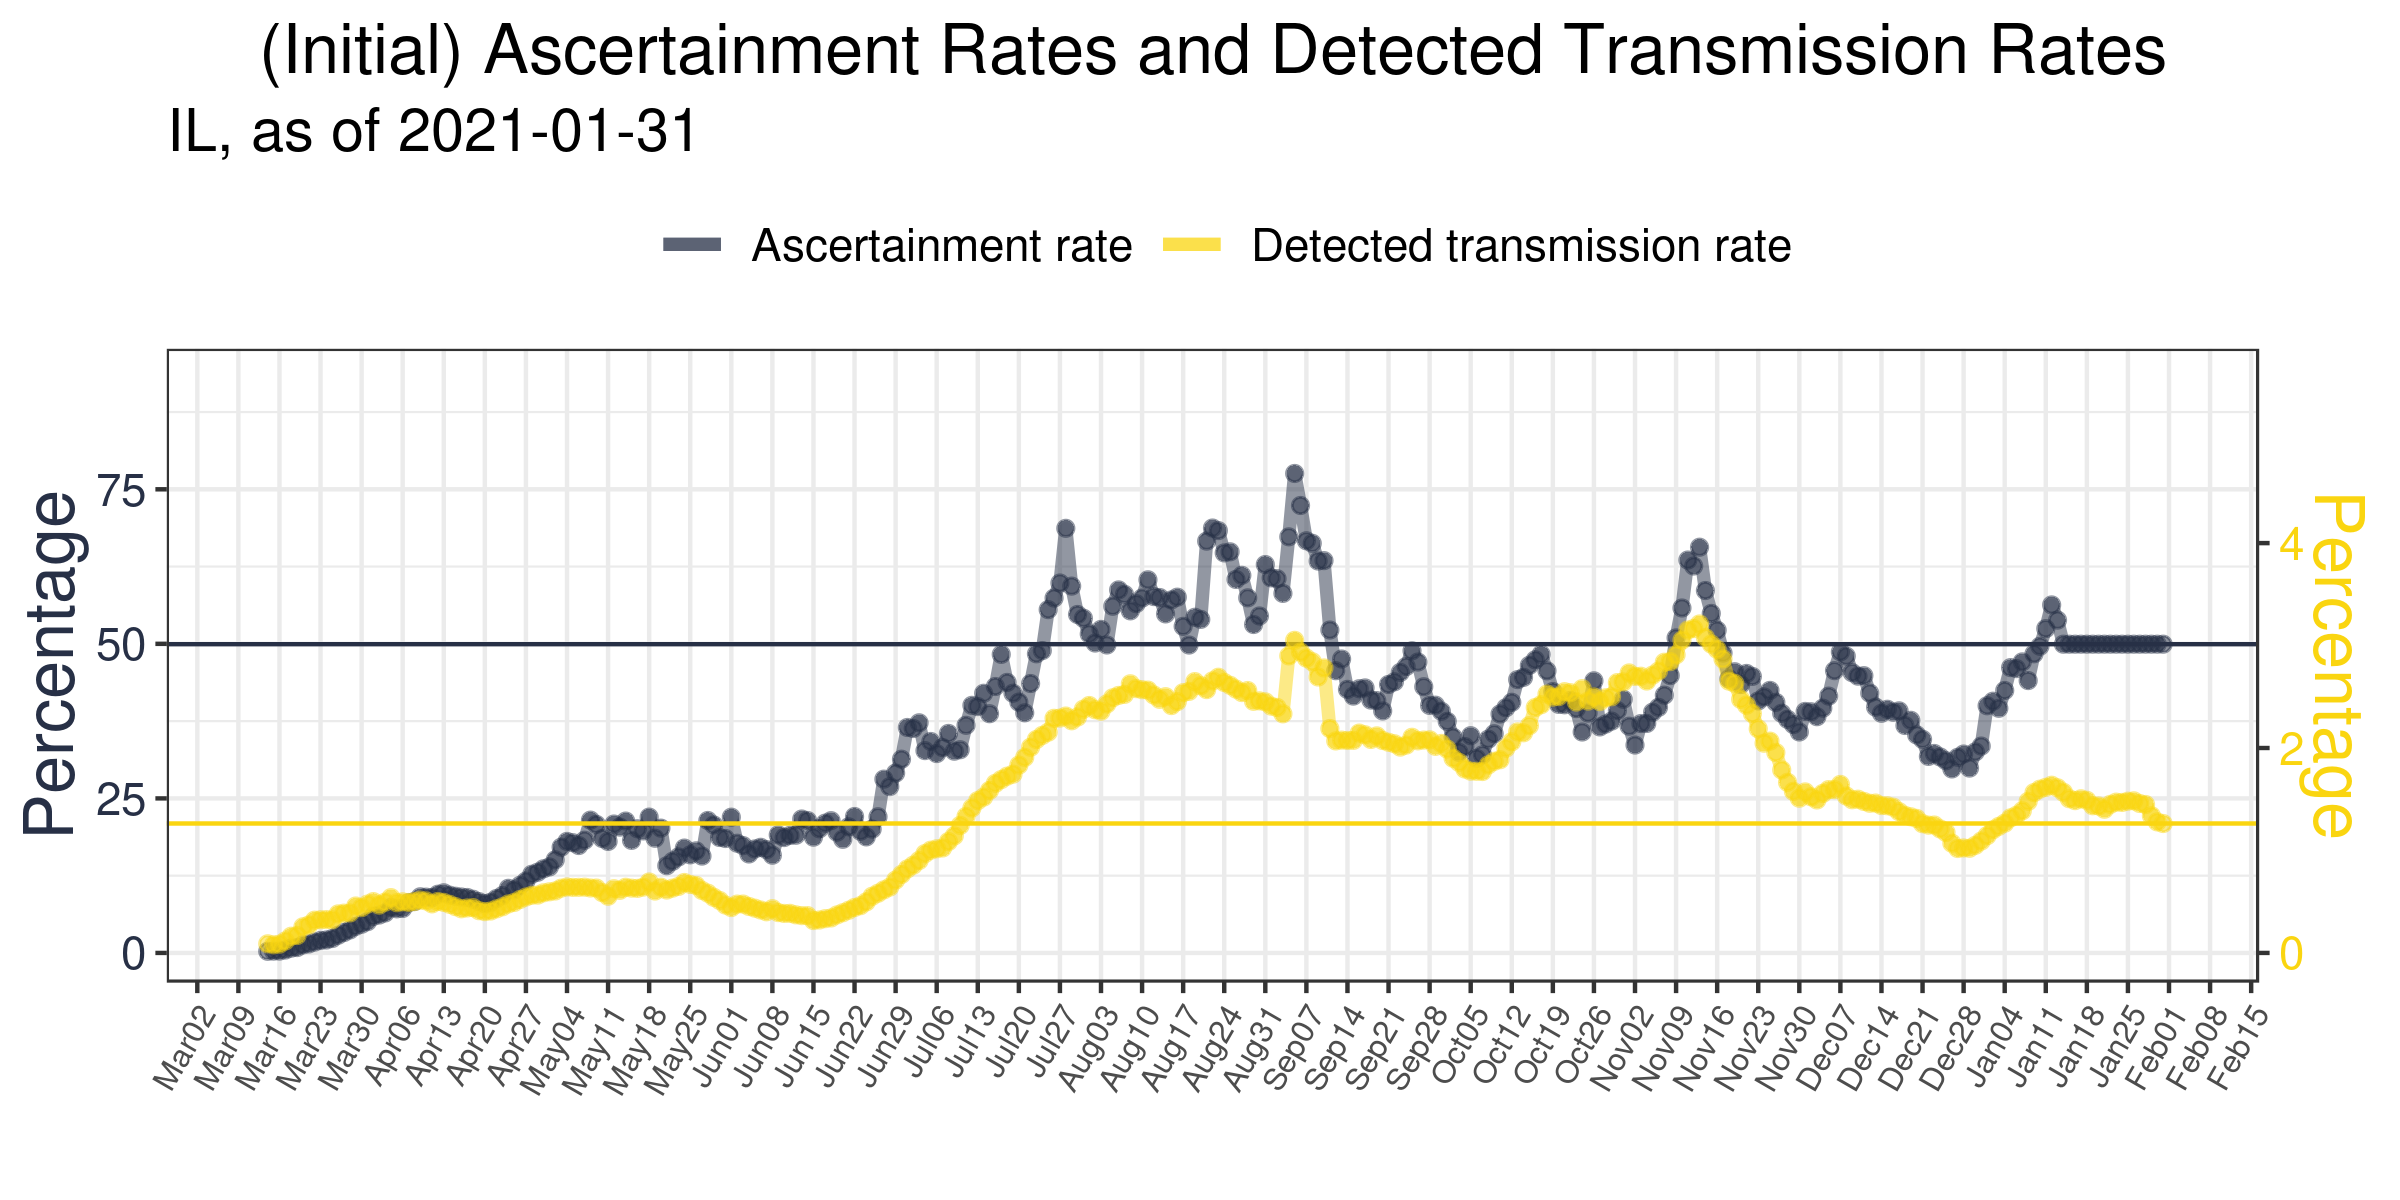 (Initial) Ascertainment Rates and Detected Transmission Rates
IL, as of 2021-01-31
Ascertainment rate
Detected transmission rate
Percentage
75
50
25
0
Percentage
4
2
0
Mar02
Mar09
Mar16
Mar23
Mar30
Apr06
Apr13
Apr20
Apr27
May04
May11
May18
May25
Jun01
Jun08
Jun15
Jun22
Jun29
Jul06
Jul13
Jul20
Jul27
Aug03
Aug10
Aug17
Aug24
Aug31
Sep07
Sep14
Sep21
Sep28
Oct05
Oct12
Oct19
Oct26
Nov02
Nov09
Nov16
Nov23
Nov30
Dec07
Dec14
Dec21
Dec28
Jan04
Jan11
Jan18
Jan25
Feb01
Feb08
Feb15